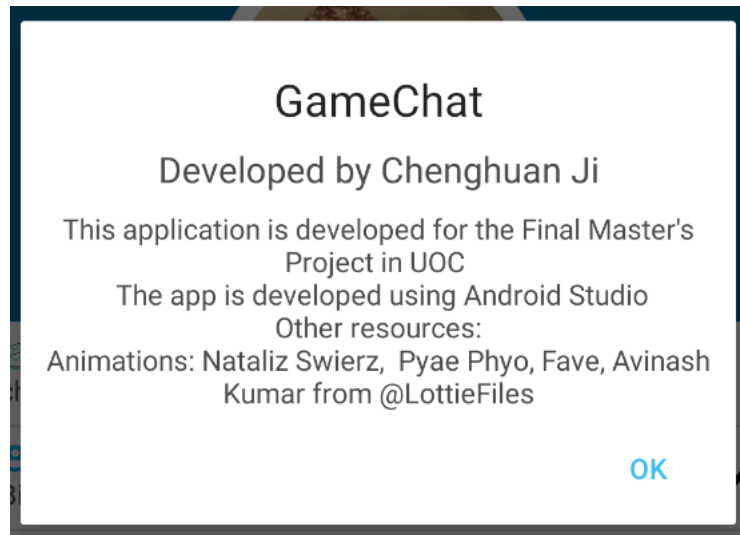 GameChat
Developed by Chenghuan Ji
This application is developed for the Final Master's
Project in UOC
The app is developed using Android Studio
Other resources:
Animations: Nataliz Swierz, Pyae Phyo, Fave, Avinash
Kumar from @LottieFiles
OK